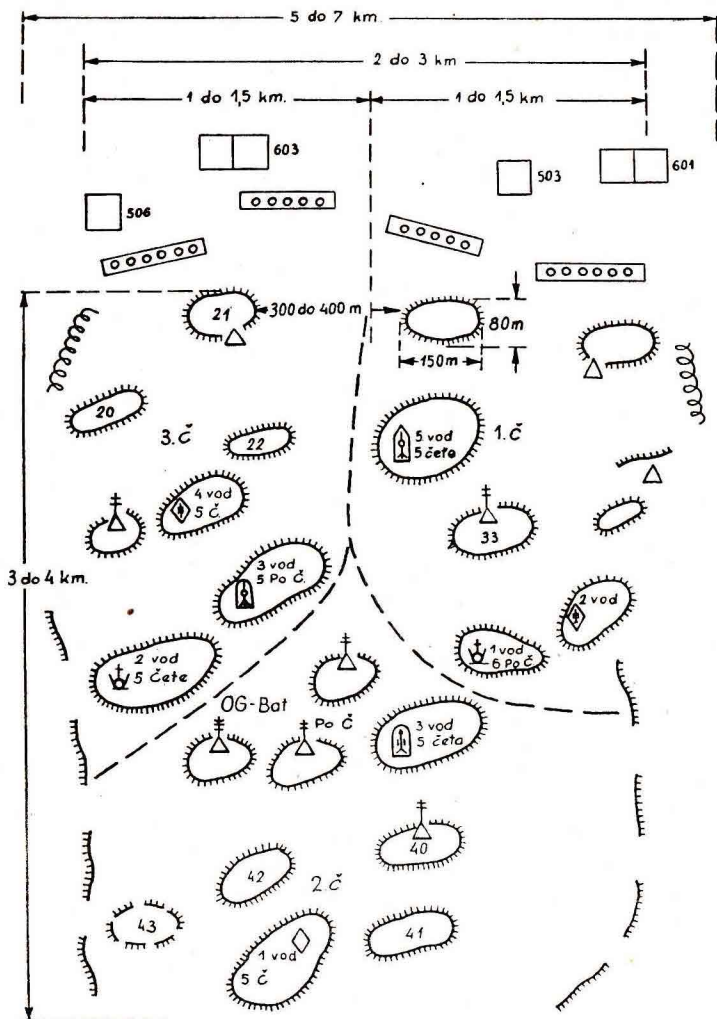 5 do 7 km.
2 do 3 km
1 do 1,5 km.
1 do 1,5 km
603
601
503
506
21
300 do 400 m
80m
150m
20
3.Č
22
5 vod
5 četa
1.Č
4 vod
5 Č.
33
3 do 4 km.
3 vod
5 Po Č.
2 vod
2 vod
5 čete
1 vod
6 Po Č
OG-Bat
Po Č
3 vod
5 četa
40
42
2.Č
43
41
1 vod
5 Č